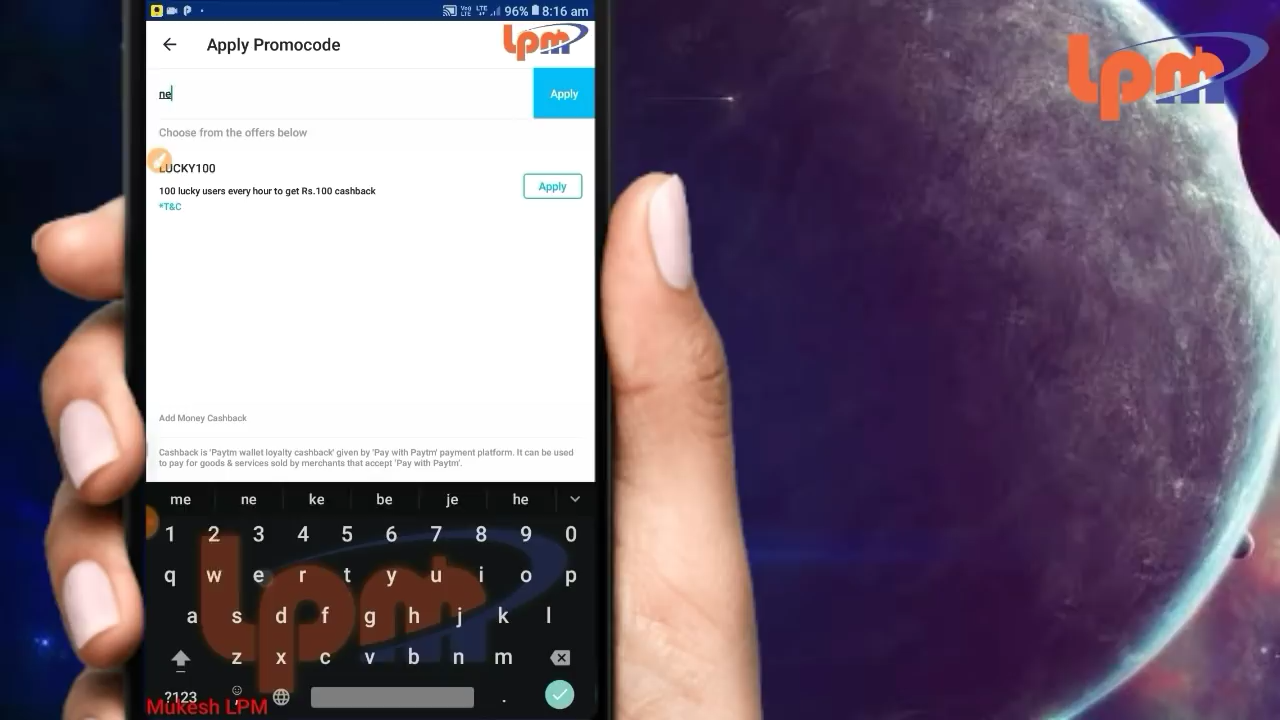 96% 8:16 am
Apply Promocode
lpm
lpm
ne
Apply
Choose from the offers below
LUCKY100
100 lucky users every hour to get Rs.100 cashback
Apply
*T&C
Add Money Cashback
Cashback is 'Paytm wallet loyalty cashback' given by 'Pay with Paytm' payment platform. It can be used
to pay for goods & services sold by merchants that accept 'Pay with Paytm'.
me ne ke be je he
1 2 3 4 5 6 7 8 9 0
q w e r t y u i o p
a s d f g h j k l
z x c v b n m
?123 , .
lpm
Mukesh LPM